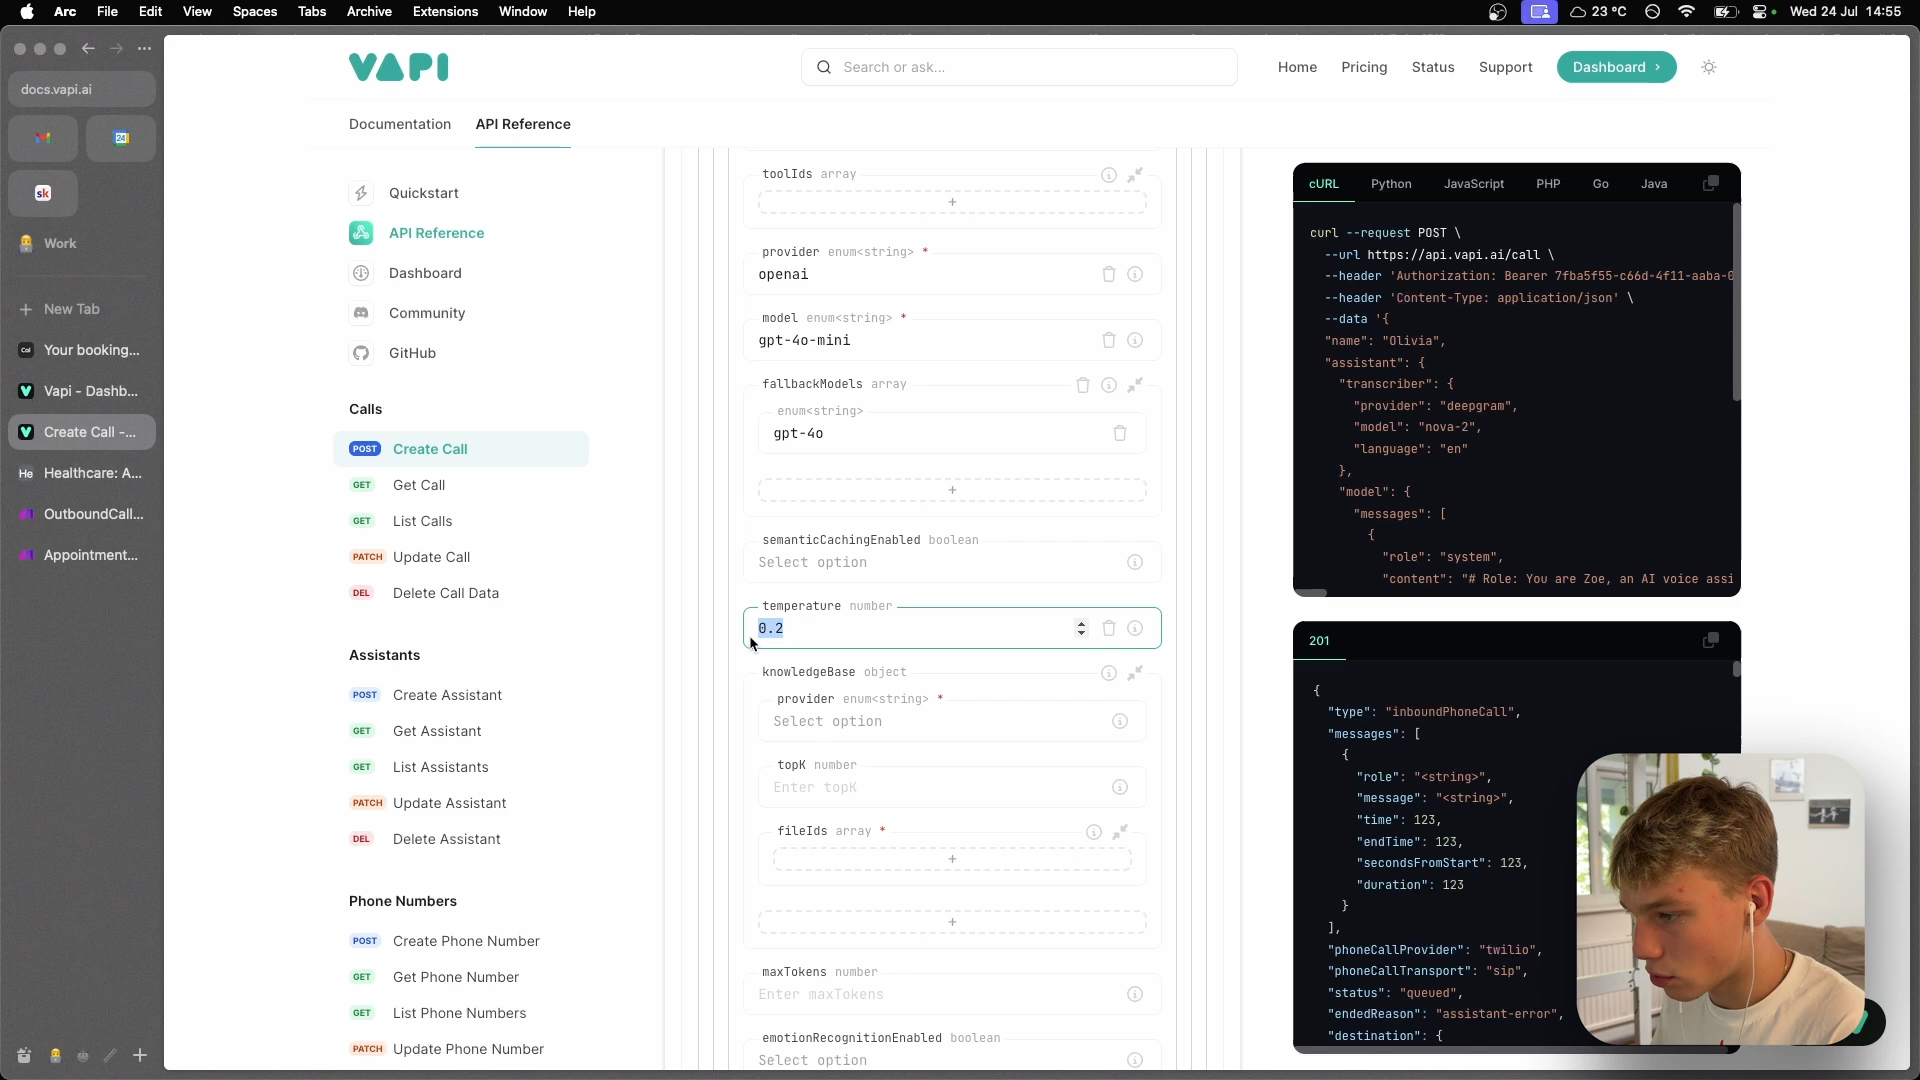 Arc File Edit View Spaces Tabs Archive Extensions Window Help
23 °C Wed 24 Jul 14:55
docs.vapi.ai
24
sk
Work
New Tab
Cal Your booking...
Vapi - Dashb...
Create Call -...
He Healthcare: A...
OutboundCall...
Appointment...
VAPI
Search or ask...
Home Pricing Status Support Dashboard
Documentation API Reference
Quickstart
API Reference
Dashboard
Community
GitHub
Calls
POST Create Call
GET Get Call
GET List Calls
PATCH Update Call
DEL Delete Call Data
Assistants
POST Create Assistant
GET Get Assistant
GET List Assistants
PATCH Update Assistant
DEL Delete Assistant
Phone Numbers
POST Create Phone Number
GET Get Phone Number
GET List Phone Numbers
PATCH Update Phone Number
toolIds array
+
provider enum<string> *
openai
model enum<string> *
gpt-4o-mini
fallbackModels array
enum<string>
gpt-4o
+
semanticCachingEnabled boolean
Select option
temperature number
0.2
knowledgeBase object
provider enum<string> *
Select option
topK number
Enter topK
fileIds array *
+
+
maxTokens number
Enter maxTokens
emotionRecognitionEnabled boolean
Select option
cURL Python JavaScript PHP Go Java
curl --request POST \
--url https://api.vapi.ai/call \
--header 'Authorization: Bearer 7fba5f55-c66d-4f11-aaba-0
--header 'Content-Type: application/json' \
--data '{
"name": "Olivia",
"assistant": {
"transcriber": {
"provider": "deepgram",
"model": "nova-2",
"language": "en"
},
"model": {
"messages": [
{
"role": "system",
"content": "# Role: You are Zoe, an AI voice assi
201
{
"type": "inboundPhoneCall",
"messages": [
{
"role": "<string>",
"message": "<string>",
"time": 123,
"endTime": 123,
"secondsFromStart": 123,
"duration": 123
}
],
"phoneCallProvider": "twilio",
"phoneCallTransport": "sip",
"status": "queued",
"endedReason": "assistant-error",
"destination": {